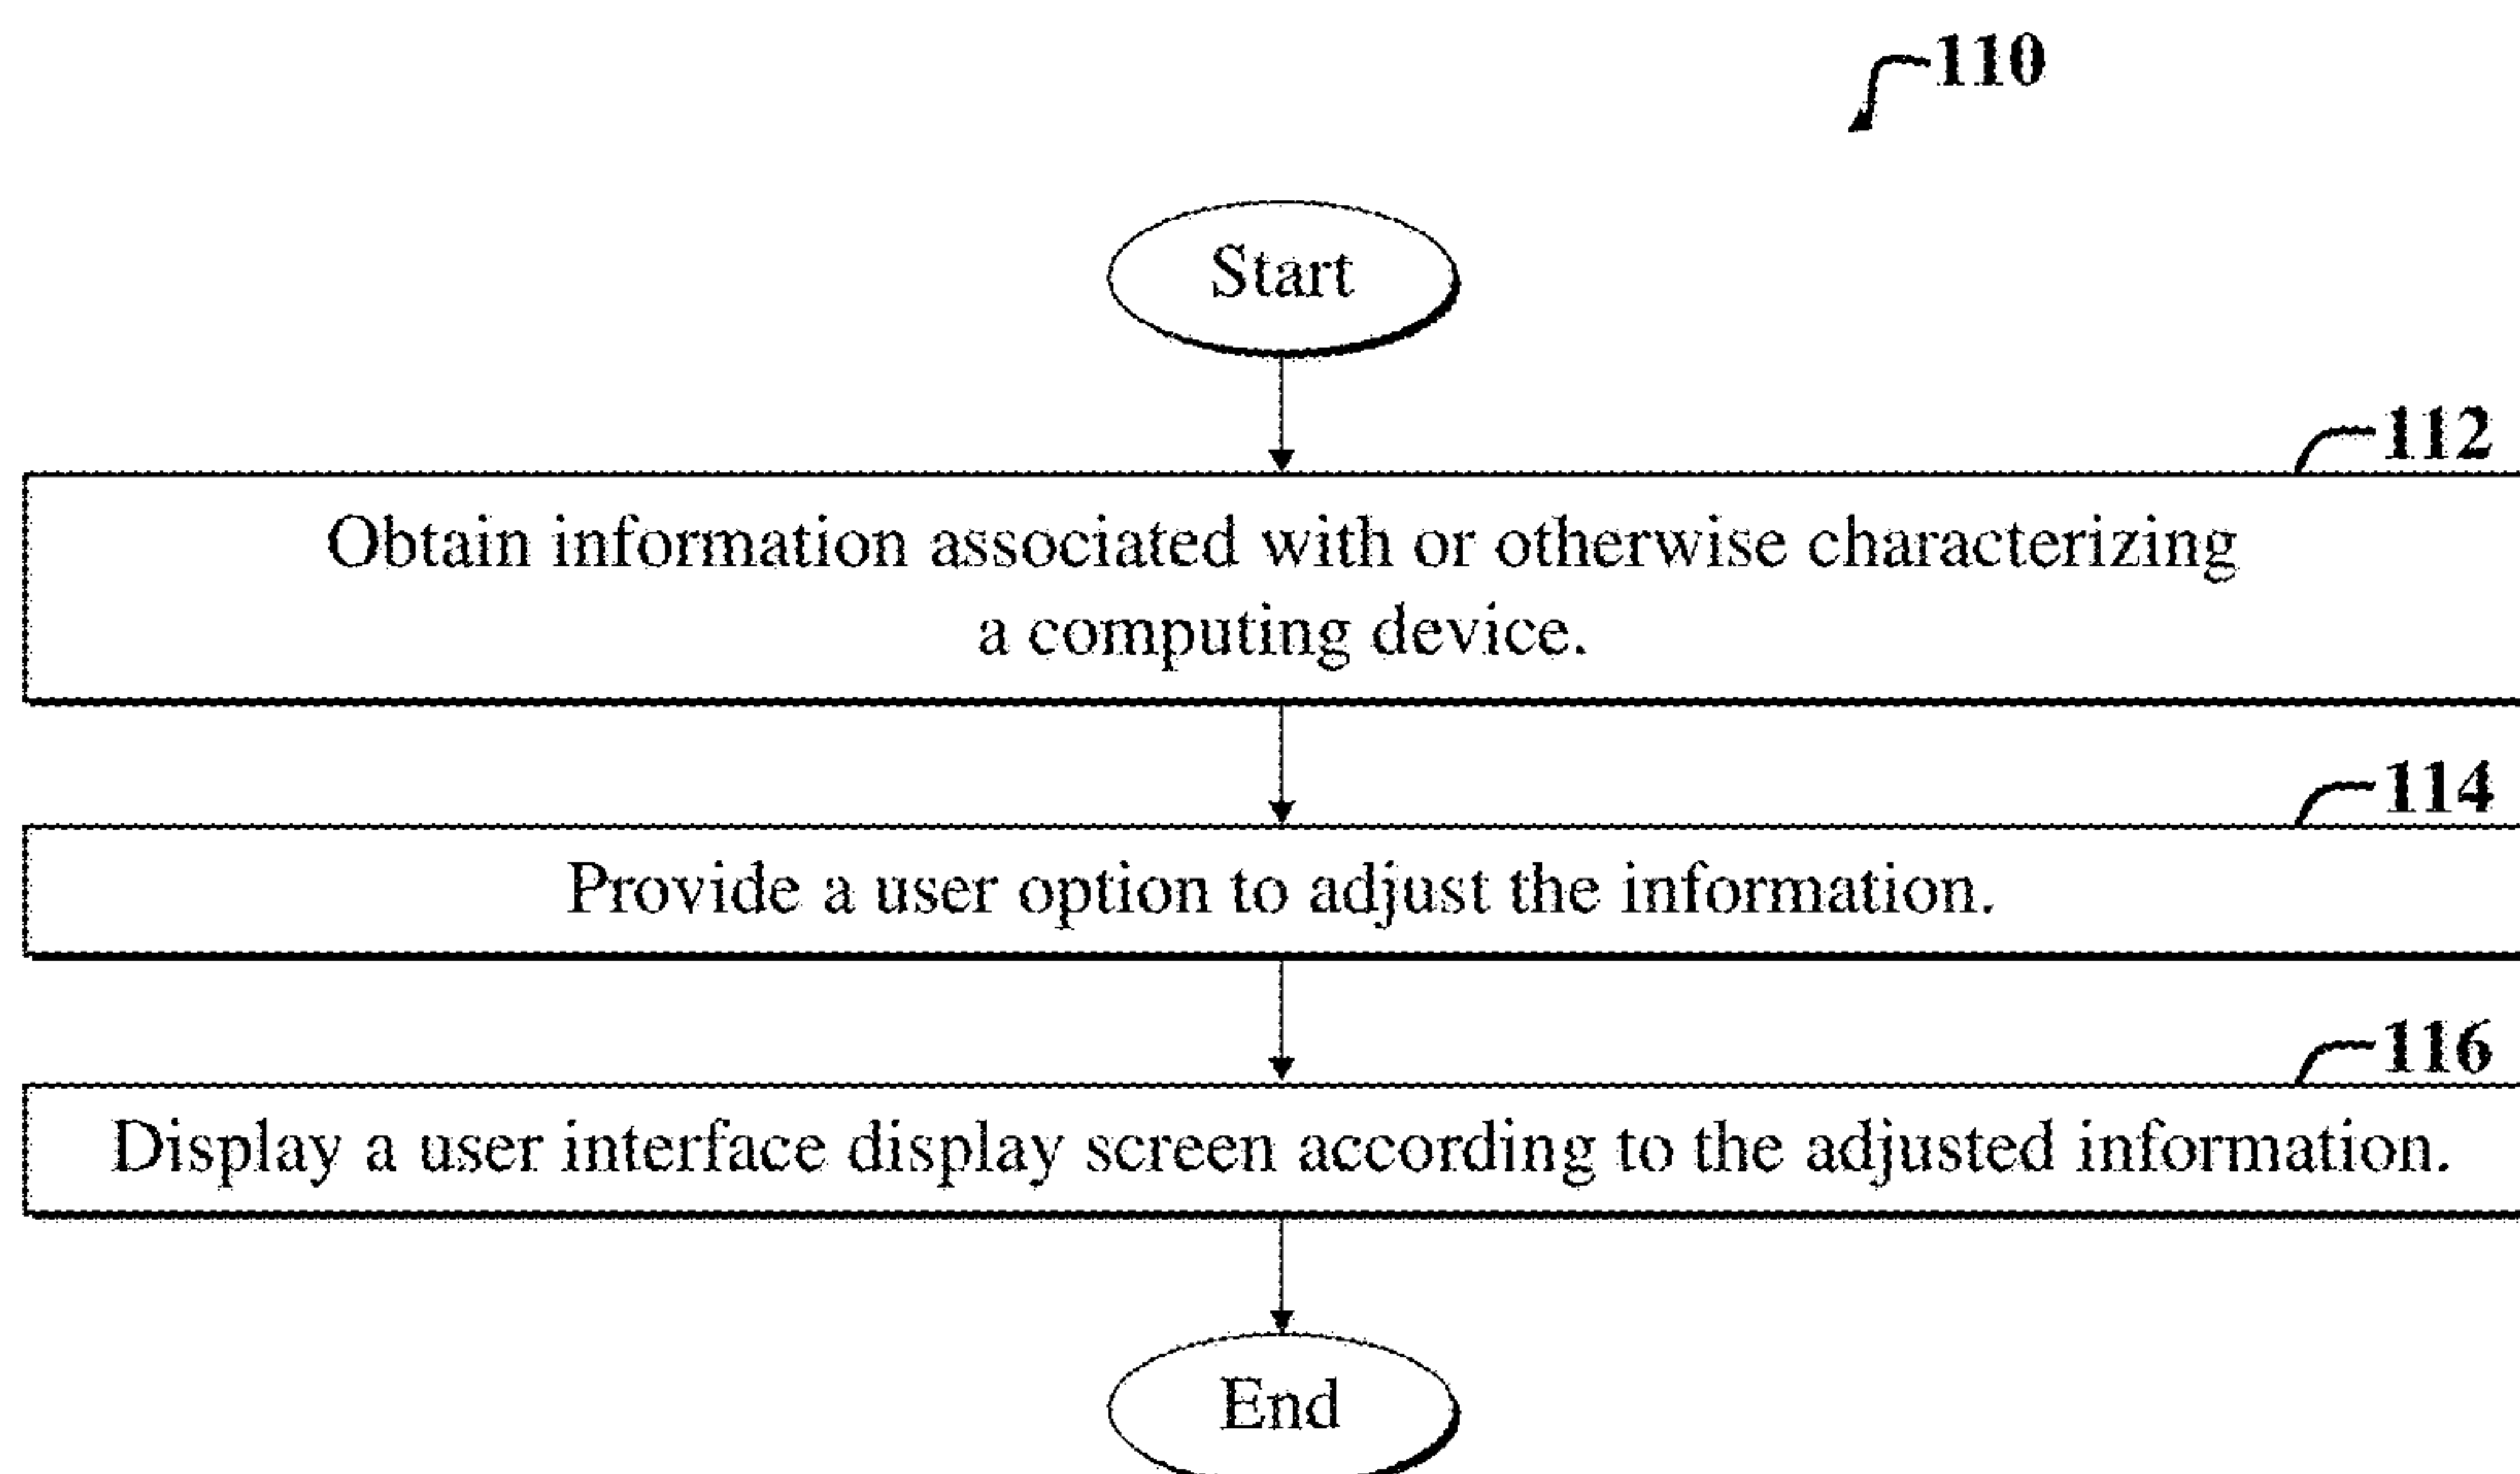 110
Start
112
Obtain information associated with or otherwise characterizing
a computing device.
114
Provide a user option to adjust the information.
116
Display a user interface display screen according to the adjusted information.
End